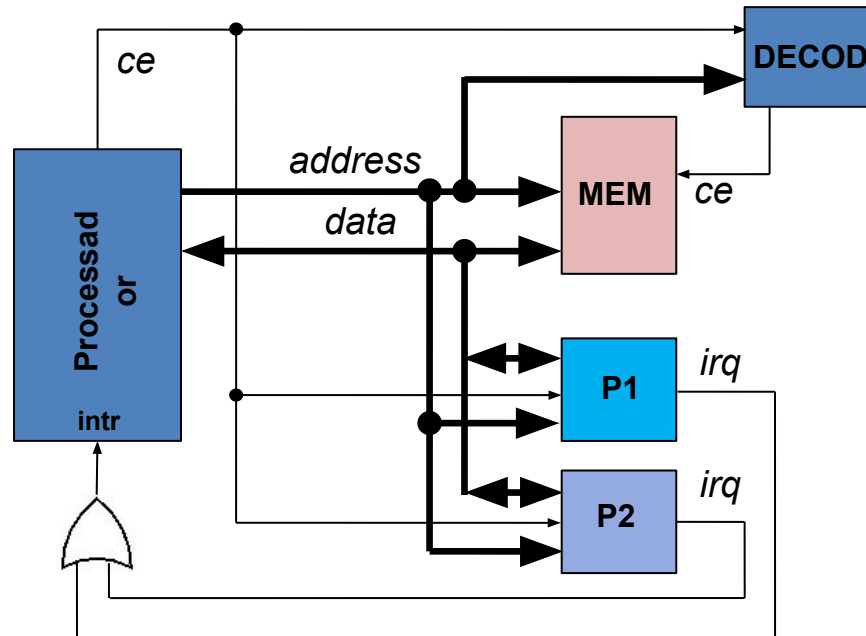 ce
DECOD
address
MEM
ce
data
Processad
or
intr
P1
irq
P2
irq